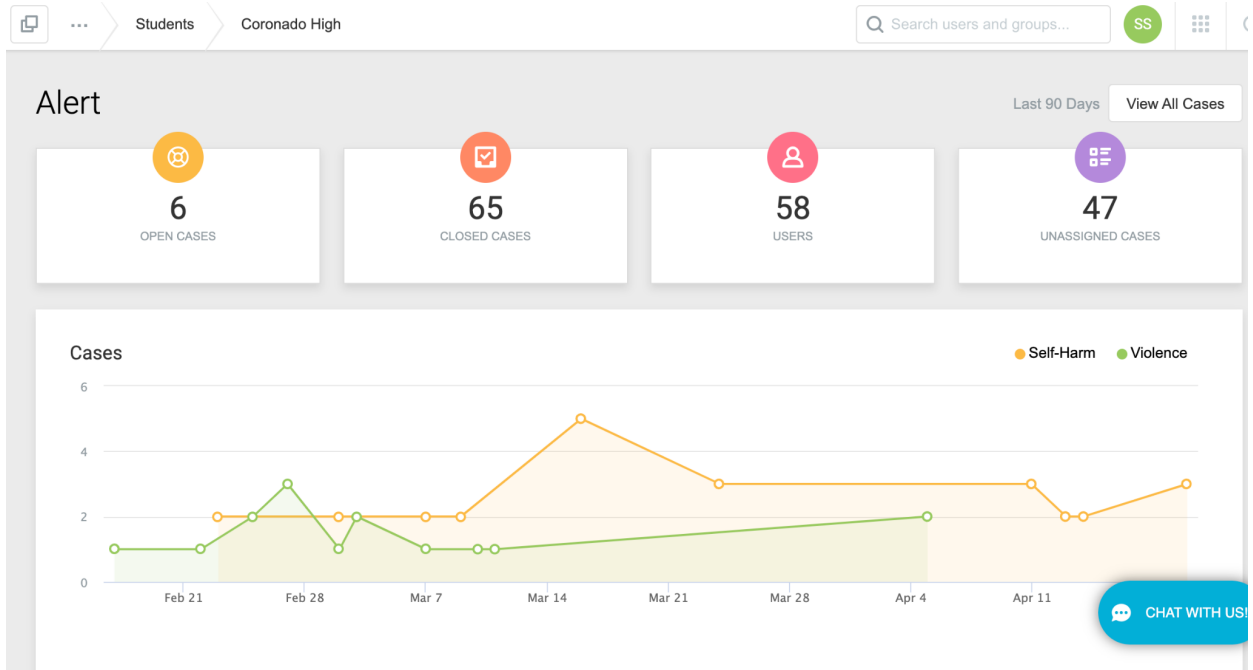 ... Students Coronado High Search users and groups... SS
Alert Last 90 Days View All Cases
6 65 58 47
OPEN CASES CLOSED CASES USERS UNASSIGNED CASES
Cases Self-Harm Violence
6
4
2
0
Feb 21 Feb 28 Mar 7 Mar 14 Mar 21 Mar 28 Apr 4 Apr 11
CHAT WITH US!